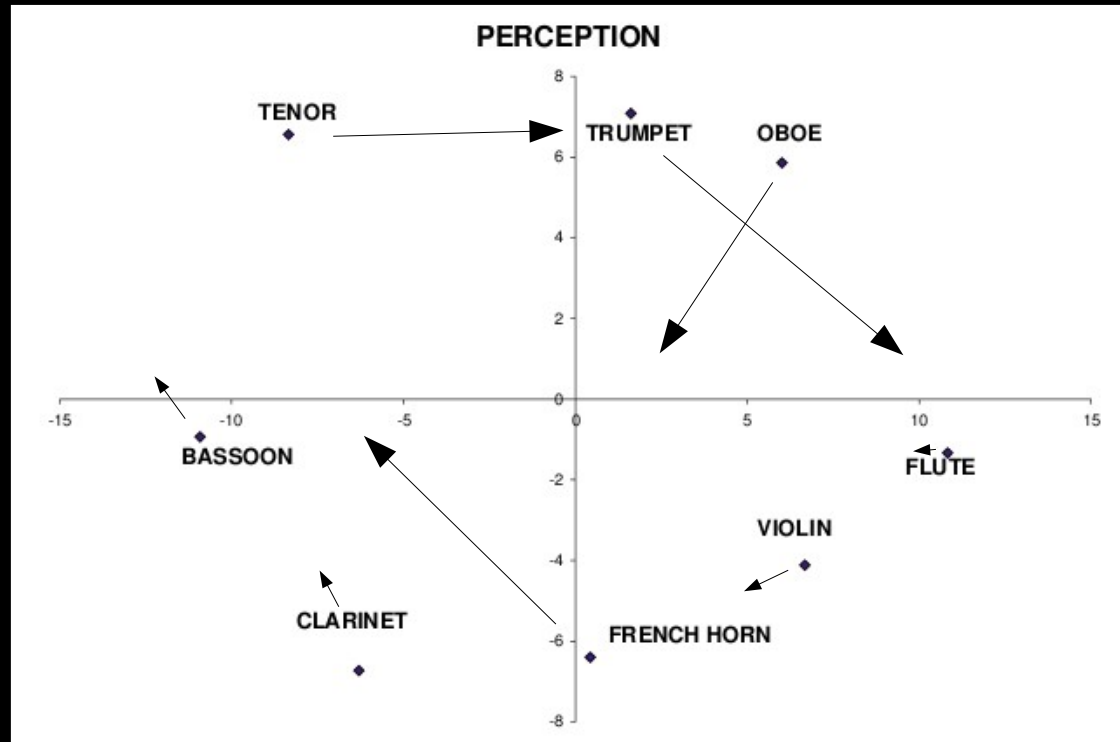 PERCEPTION
8
TENOR
TRUMPET
OBOE
6
4
2
0
-15
-10
-5
0
5
10
15
BASSOON
FLUTE
-2
VIOLIN
-4
CLARINET
FRENCH HORN
-6
-8